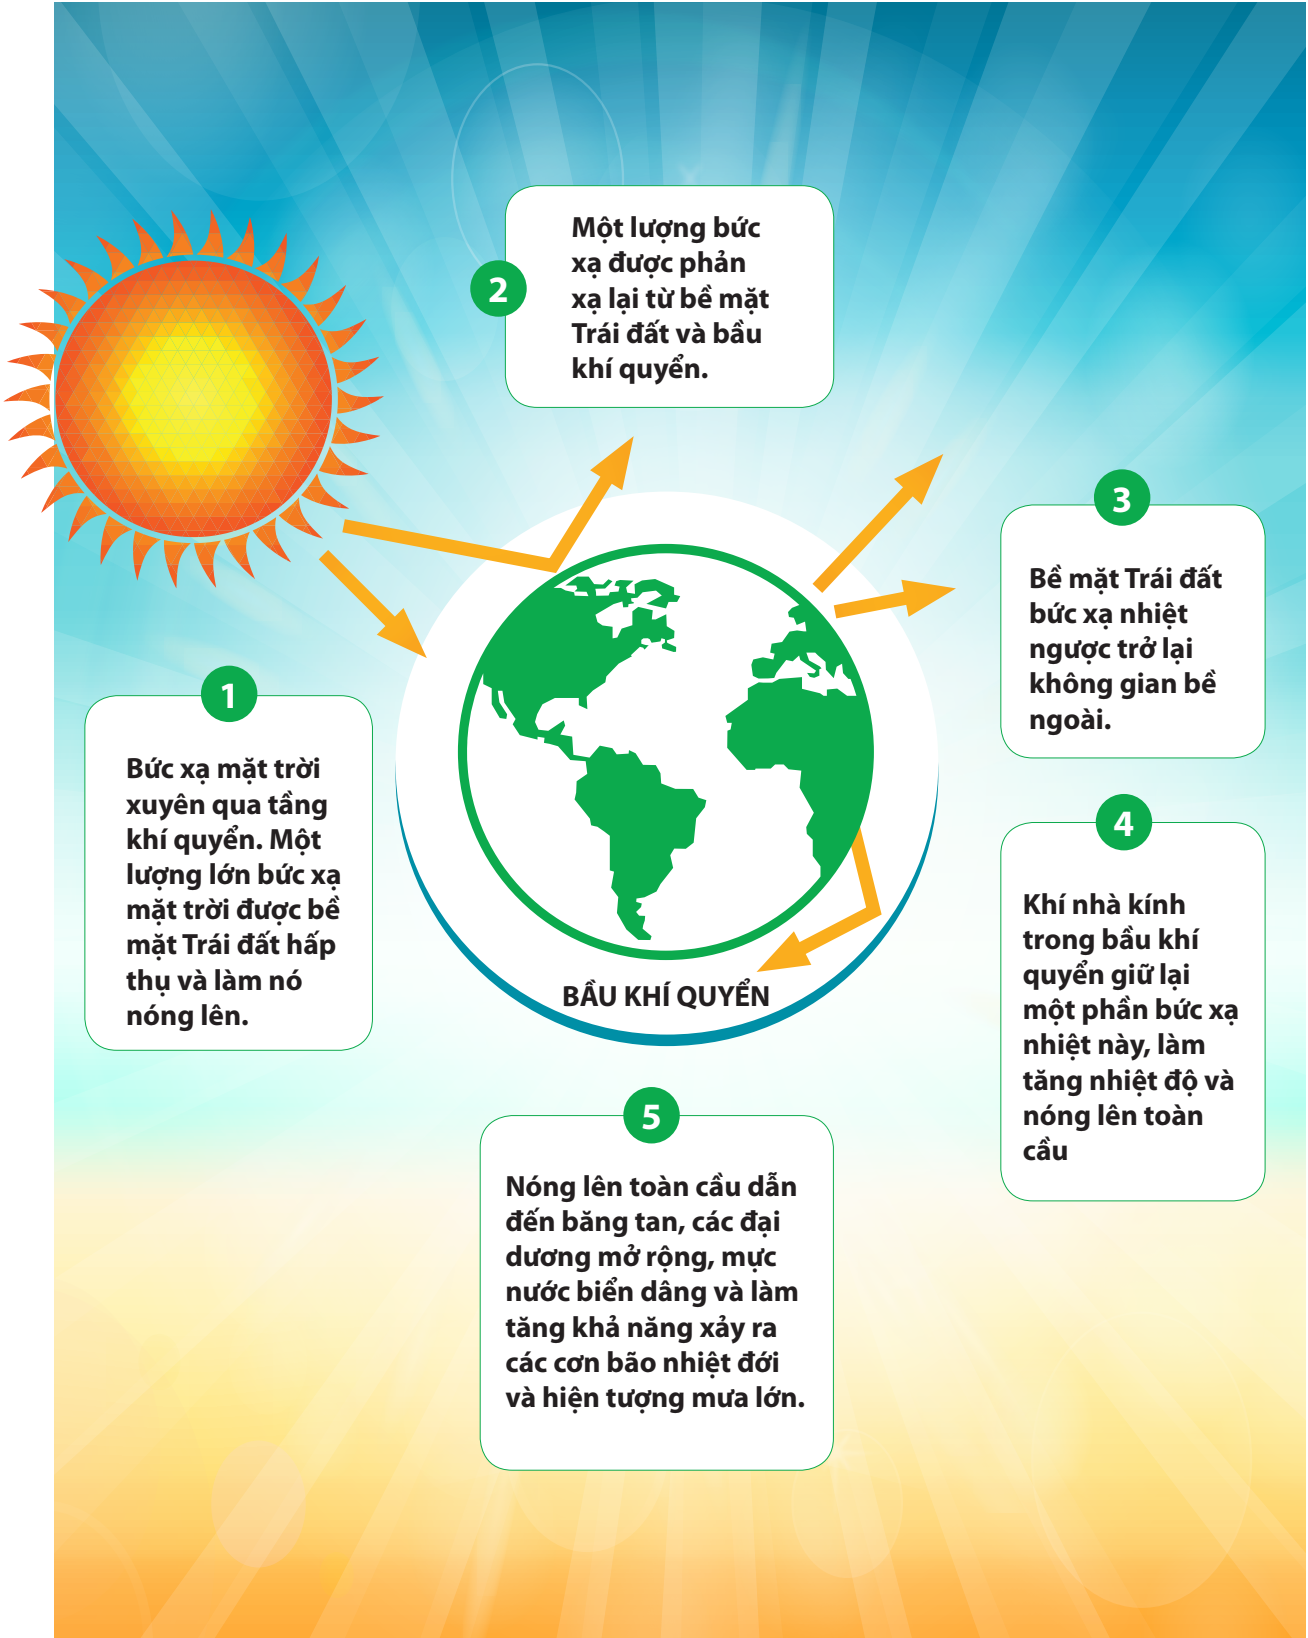 1
Bức xạ mặt trời
xuyên qua tầng
khí quyển. Một
lượng lớn bức xạ
mặt trời được bề
mặt Trái đất hấp
thụ và làm nó
nóng lên.
2
Một lượng bức
xạ được phản
xạ lại từ bề mặt
Trái đất và bầu
khí quyển.
3
Bề mặt Trái đất
bức xạ nhiệt
ngược trở lại
không gian bề
ngoài.
4
Khí nhà kính
trong bầu khí
quyển giữ lại
một phần bức xạ
nhiệt này, làm
tăng nhiệt độ và
nóng lên toàn
cầu
BẦU KHÍ QUYỂN
5
Nóng lên toàn cầu dẫn
đến băng tan, các đại
dương mở rộng, mực
nước biển dâng và làm
tăng khả năng xảy ra
các cơn bão nhiệt đới
và hiện tượng mưa lớn.